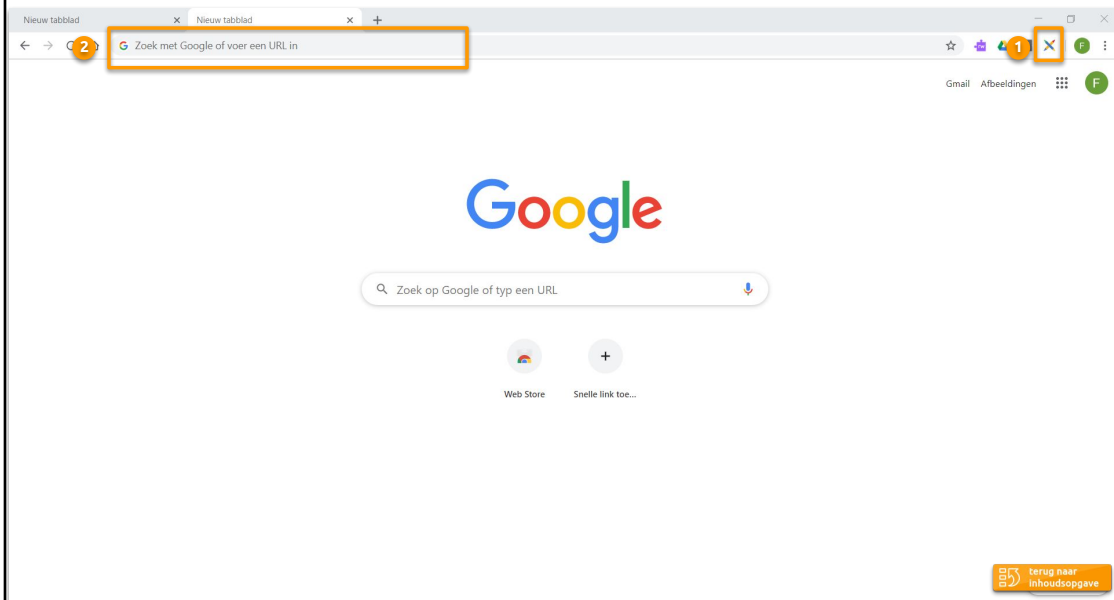 Nieuw tabblad
Nieuw tabblad
2
Zoek met Google of voer een URL in
1
F
Gmail
Afbeeldingen
F
Google
Zoek op Google of typ een URL
Web Store
Snelle link toe...
terug naar
inhoudsopgave